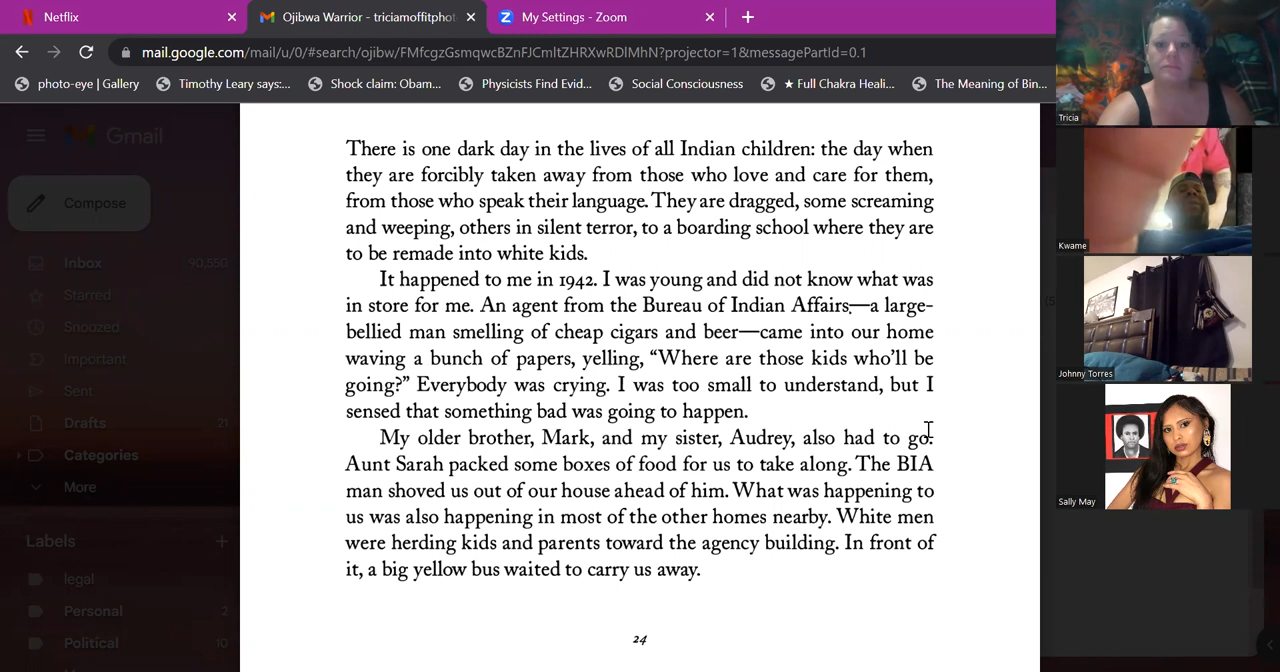 Netflix
Ojibwa Warrior - triciamoffitphot
My Settings - Zoom
mail.google.com/mail/u/0/#search/ojibw/FMfcgzGsmqwcBZnFJCmltZHRXwRDlMhN?projector=1&messagePartId=0.1
photo-eye | Gallery
Timothy Leary says:...
Shock claim: Obam...
Physicists Find Evid...
Social Consciousness
★ Full Chakra Heali...
The Meaning of Bin...
Gmail
Compose
Inbox 90,550
Starred
Snoozed
Important
Sent
Drafts 21
Categories
More
Labels
legal
Personal 2
Political 10
There is one dark day in the lives of all Indian children: the day when
they are forcibly taken away from those who love and care for them,
from those who speak their language. They are dragged, some screaming
and weeping, others in silent terror, to a boarding school where they are
to be remade into white kids.
It happened to me in 1942. I was young and did not know what was
in store for me. An agent from the Bureau of Indian Affairs—a large-
bellied man smelling of cheap cigars and beer—came into our home
waving a bunch of papers, yelling, “Where are those kids who’ll be
going?” Everybody was crying. I was too small to understand, but I
sensed that something bad was going to happen.
My older brother, Mark, and my sister, Audrey, also had to go.
Aunt Sarah packed some boxes of food for us to take along. The BIA
man shoved us out of our house ahead of him. What was happening to
us was also happening in most of the other homes nearby. White men
were herding kids and parents toward the agency building. In front of
it, a big yellow bus waited to carry us away.
24
Tricia
Kwame
Johnny Torres
Sally May